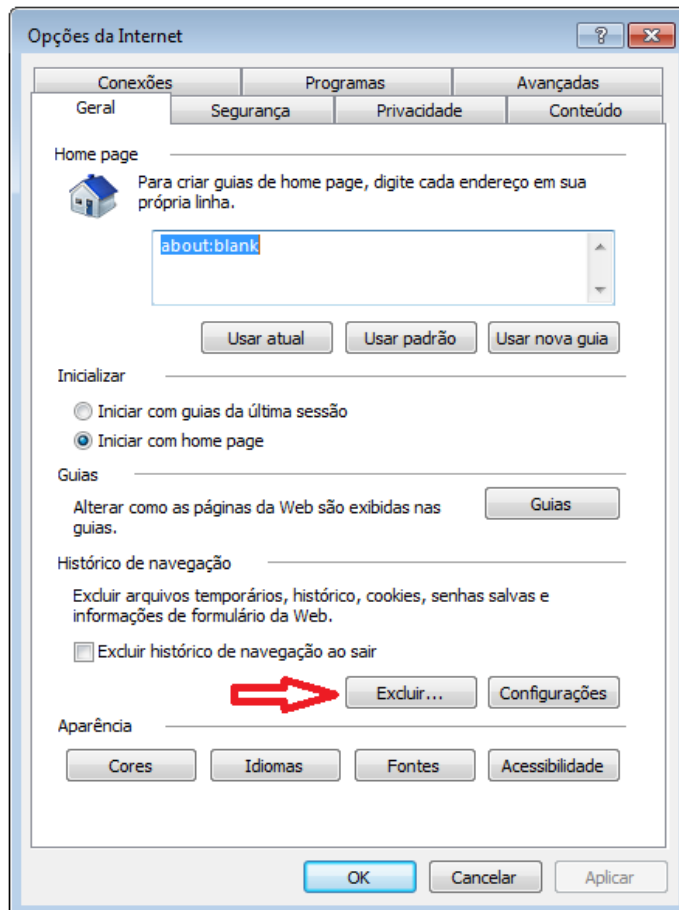 Opções da Internet
Conexões Programas Avançadas
Geral Segurança Privacidade Conteúdo
Home page
Para criar guias de home page, digite cada endereço em sua
própria linha.
about:blank
Usar atual Usar padrão Usar nova guia
Inicializar
Iniciar com guias da última sessão
Iniciar com home page
Guias
Alterar como as páginas da Web são exibidas nas
guias.
Guias
Histórico de navegação
Excluir arquivos temporários, histórico, cookies, senhas salvas e
informações de formulário da Web.
Excluir histórico de navegação ao sair
Excluir... Configurações
Aparência
Cores Idiomas Fontes Acessibilidade
OK Cancelar Aplicar